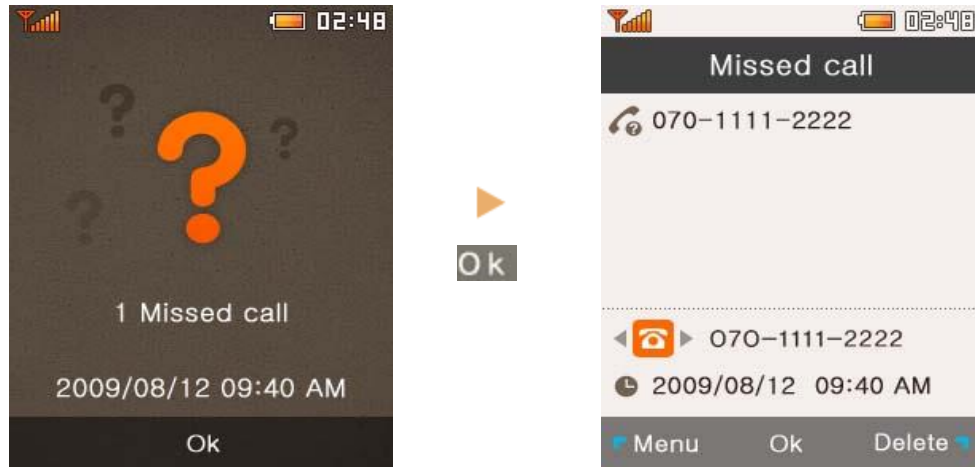 02:48
1 Missed call
2009/08/12 09:40 AM
Ok
Ok
02:48
Missed call
070-1111-2222
070-1111-2222
2009/08/12 09:40 AM
Menu Ok Delete